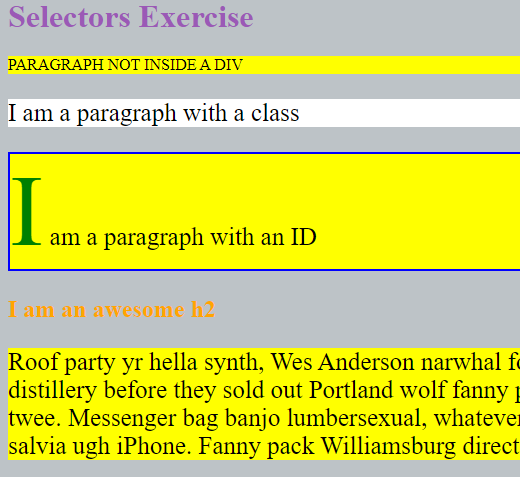 Selectors Exercise
PARAGRAPH NOT INSIDE A DIV
I am a paragraph with a class
I am a paragraph with an ID
I am an awesome h2
Roof party yr hella synth, Wes Anderson narwhal
distillery before they sold out Portland wolf fanny
twee. Messenger bag banjo lumbersexual, whatever
salvia ugh iPhone. Fanny pack Williamsburg direct